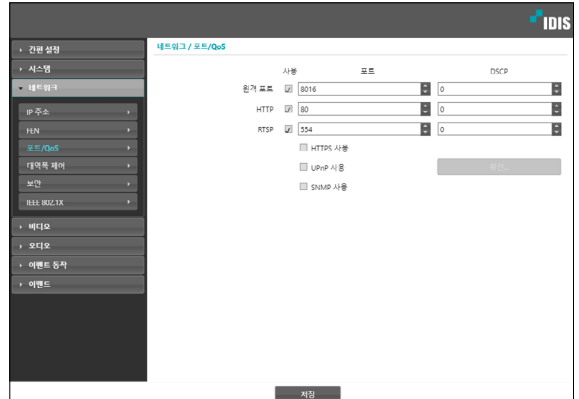 IDIS
간편 설정
시스템
네트워크
IP 주소
FEN
포트/QoS
대역폭 제어
보안
IEEE 802.1X
비디오
오디오
이벤트 동작
이벤트
네트워크 / 포트/QoS
사용 포트 DSCP
원격 포트 8016 0
HTTP 80 0
RTSP 554 0
HTTPS 사용
UPnP 사용
SNMP 사용
저장